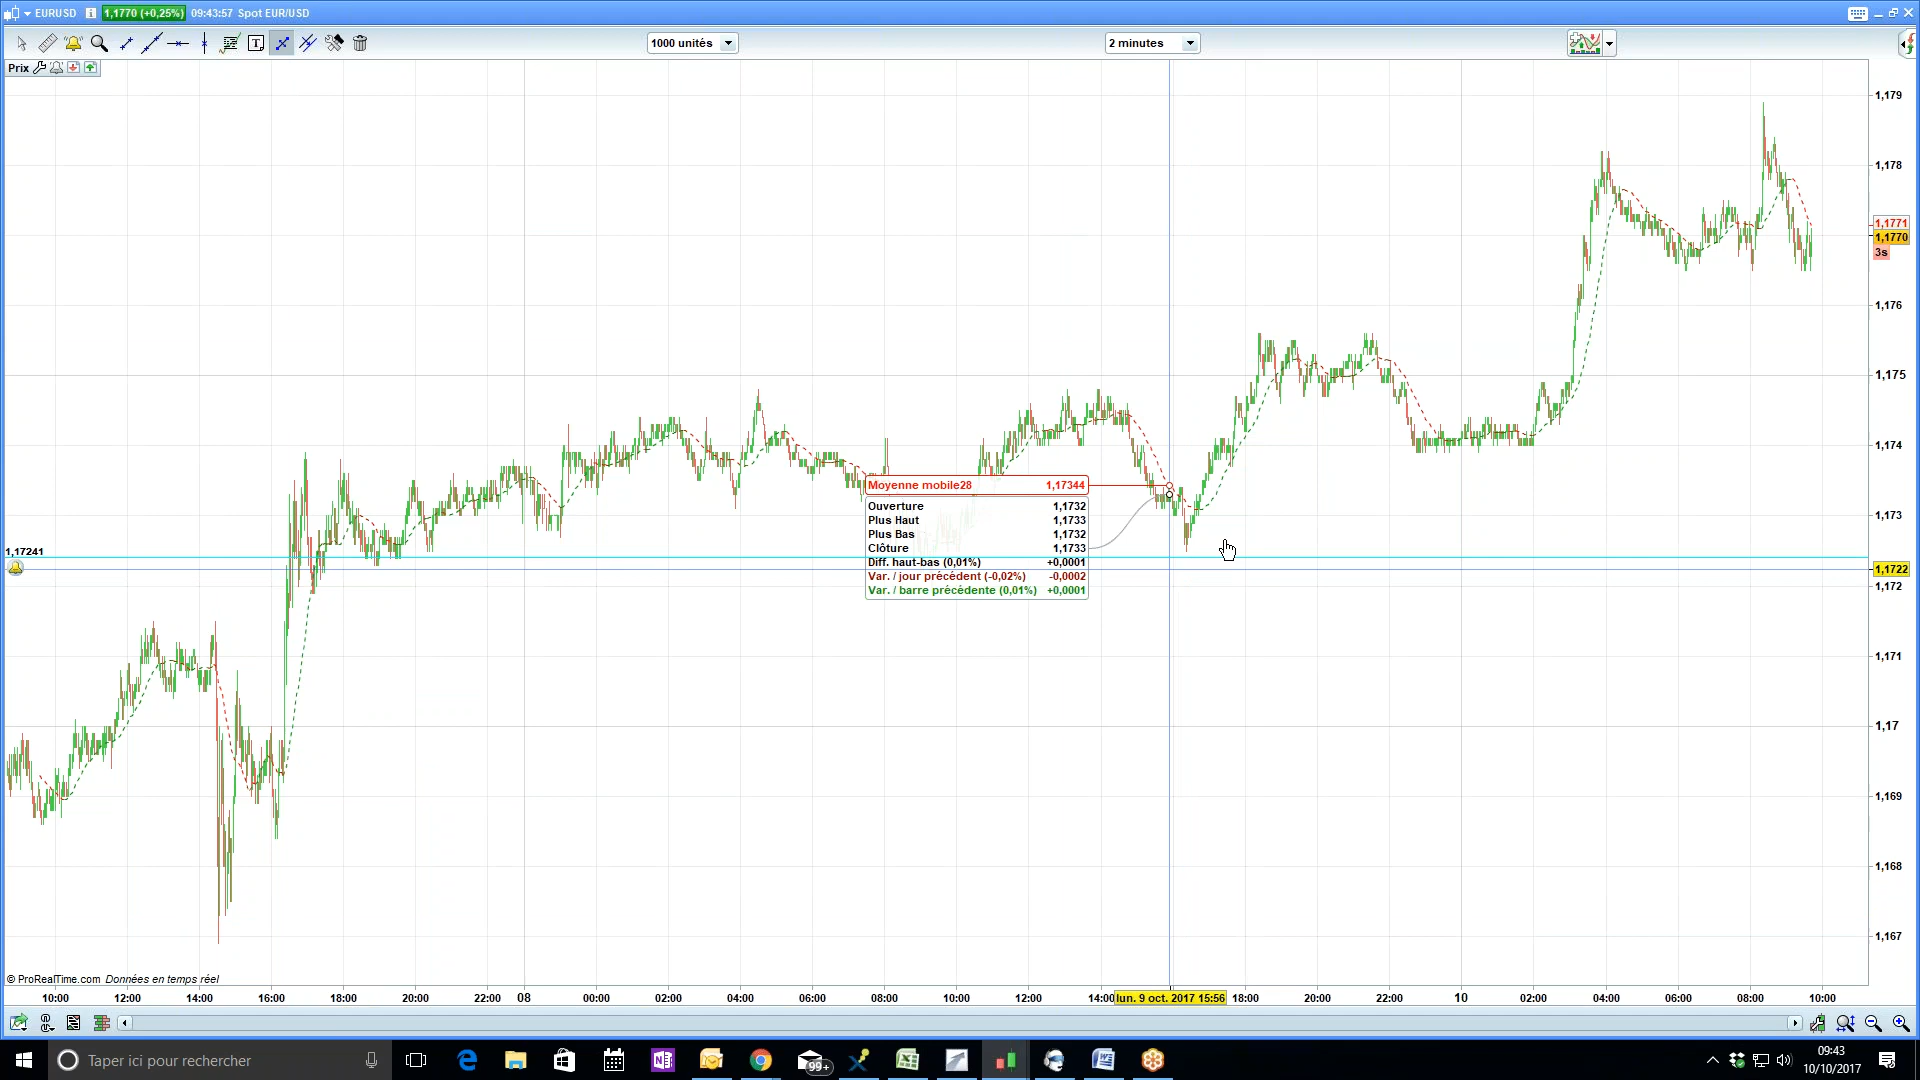 EURUSD 1,1770 (+0,25%) 09:43:57 Spot EUR/USD
1000 unités
2 minutes
Prix
1,179
1,178
1,1771
1,1770
3s
1,176
1,175
1,174
1,173
1,1722
1,172
1,171
1,17
1,169
1,168
1,167
1,17241
Moyenne mobile28 1,17344
Ouverture 1,1732
Plus Haut 1,1733
Plus Bas 1,1732
Clôture 1,1733
Diff. haut-bas (0,01%) +0,0001
Var. / jour précédent (-0,02%) -0,0002
Var. / barre précédente (0,01%) +0,0001
© ProRealTime.com Données en temps réel
10:00 12:00 14:00 16:00 18:00 20:00 22:00 08 00:00 02:00 04:00 06:00 08:00 10:00 12:00 14:00 lun. 9 oct. 2017 15:56 18:00 20:00 22:00 10 02:00 04:00 06:00 08:00 10:00
Taper ici pour rechercher
99+
09:43
10/10/2017